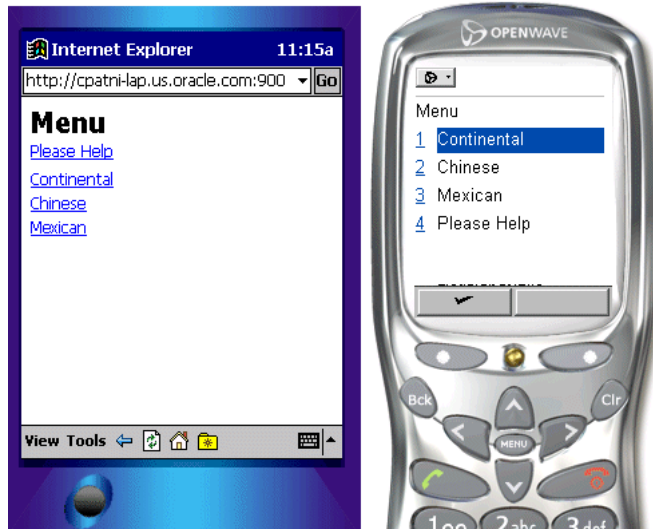 Internet Explorer 11:15a
http://cpatni-lap.us.oracle.com:900 Go
Menu
Please Help
Continental
Chinese
Mexican
View Tools
OPENWAVE
Menu
1 Continental
2 Chinese
3 Mexican
4 Please Help
Bck
Clr
MENU
2abc
3def